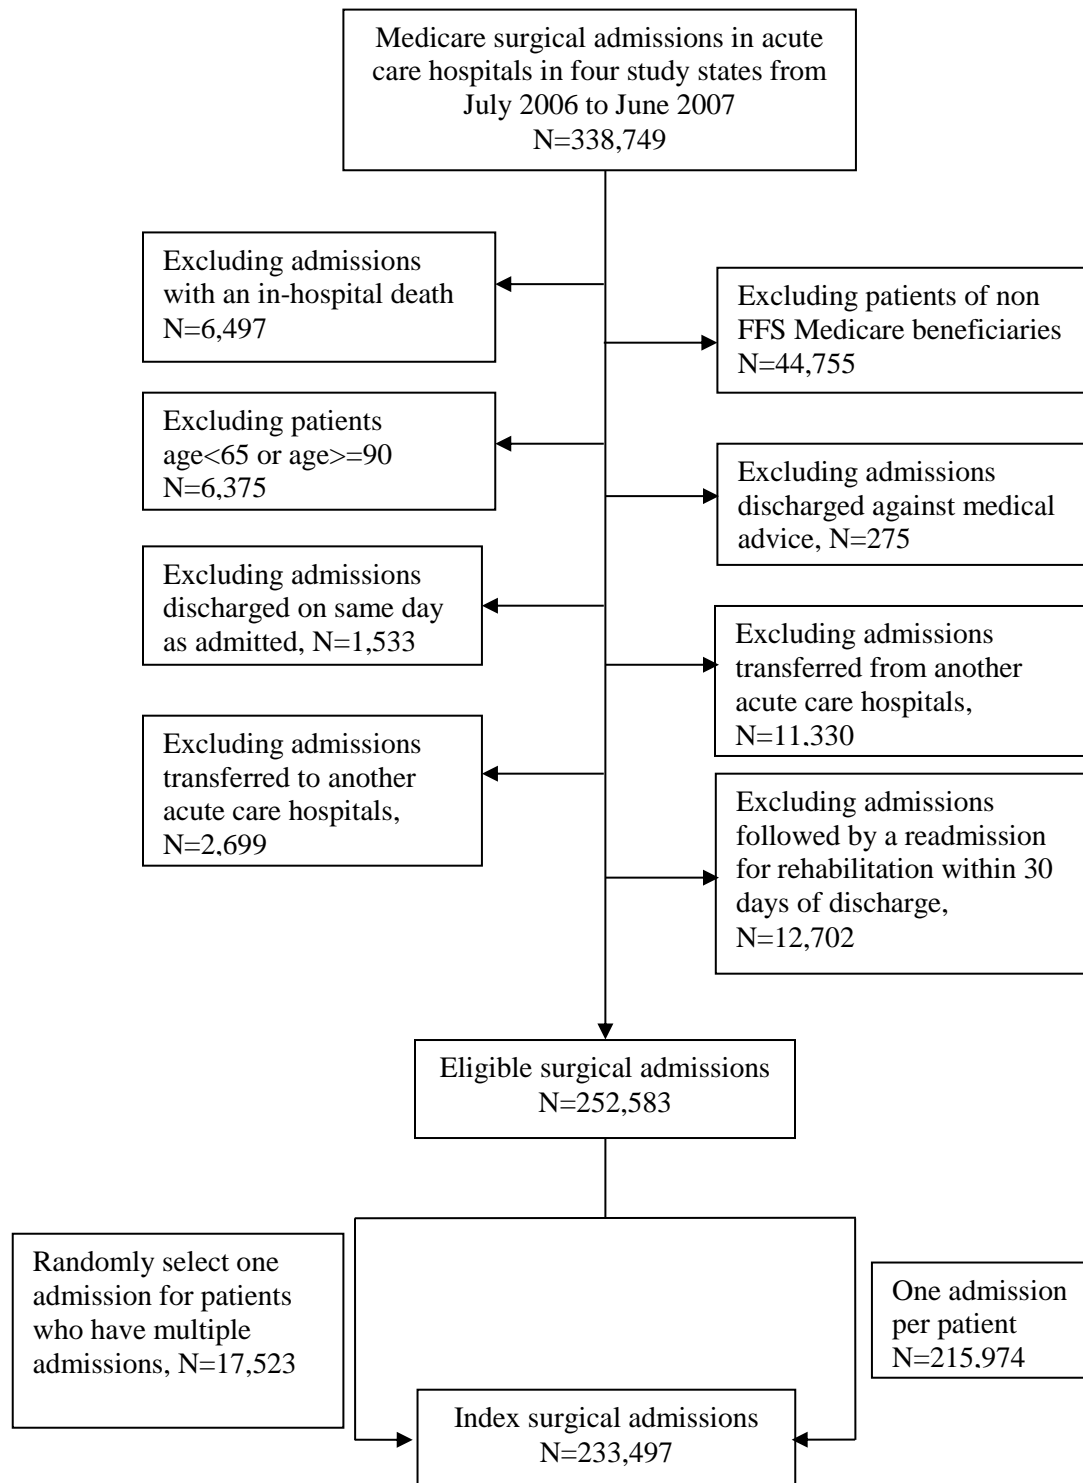 Medicare surgical admissions in acute
care hospitals in four study states from
July 2006 to June 2007
N=338,749
Excluding admissions
with an in-hospital death
N=6,497
Excluding patients of non
FFS Medicare beneficiaries
N=44,755
Excluding patients
age<65 or age>=90
N=6,375
Excluding admissions
discharged against medical
advice, N=275
Excluding admissions
discharged on same day
as admitted, N=1,533
Excluding admissions
transferred from another
acute care hospitals,
N=11,330
Excluding admissions
transferred to another
acute care hospitals,
N=2,699
Excluding admissions
followed by a readmission
for rehabilitation within 30
days of discharge,
N=12,702
Eligible surgical admissions
N=252,583
Randomly select one
admission for patients
who have multiple
admissions, N=17,523
One admission
per patient
N=215,974
Index surgical admissions
N=233,497